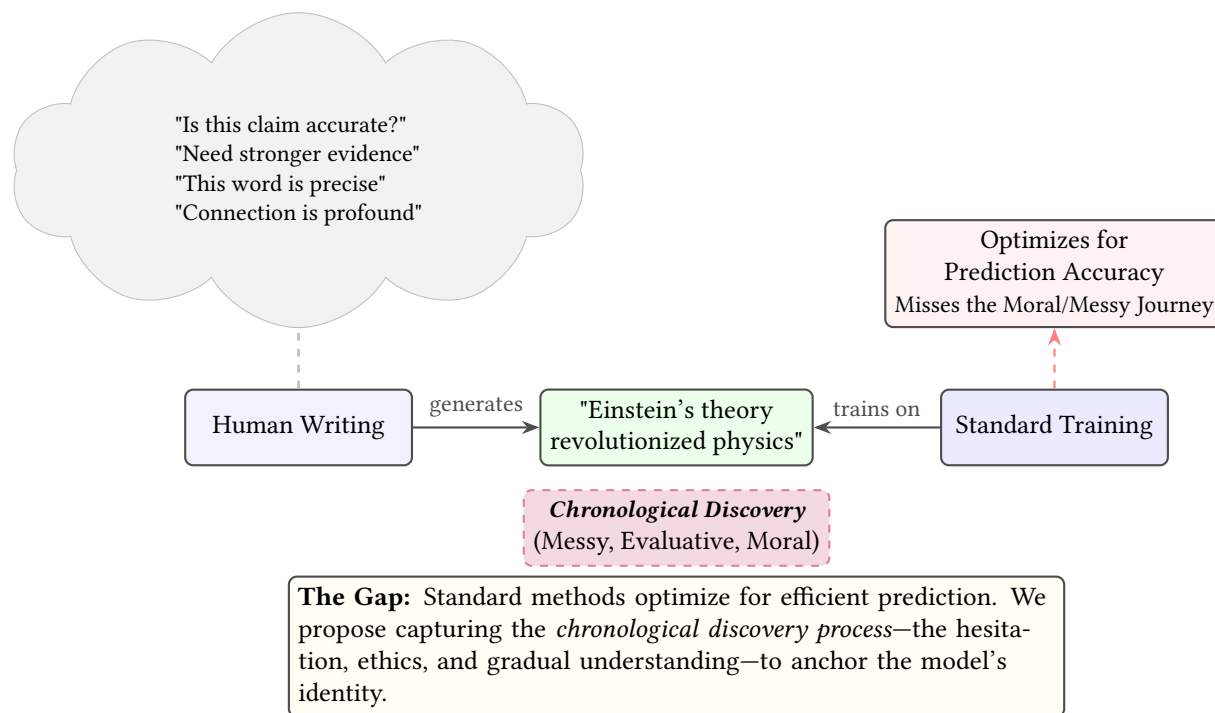 "Is this claim accurate?"
"Need stronger evidence"
"This word is precise"
"Connection is profound"
Optimizes for
Prediction Accuracy
Misses the Moral/Messy Journey
Human Writing
generates
"Einstein's theory
revolutionized physics"
trains on
Standard Training
Chronological Discovery
(Messy, Evaluative, Moral)
The Gap: Standard methods optimize for efficient prediction. We
propose capturing the chronological discovery process—the hesita-
tion, ethics, and gradual understanding—to anchor the model's
identity.